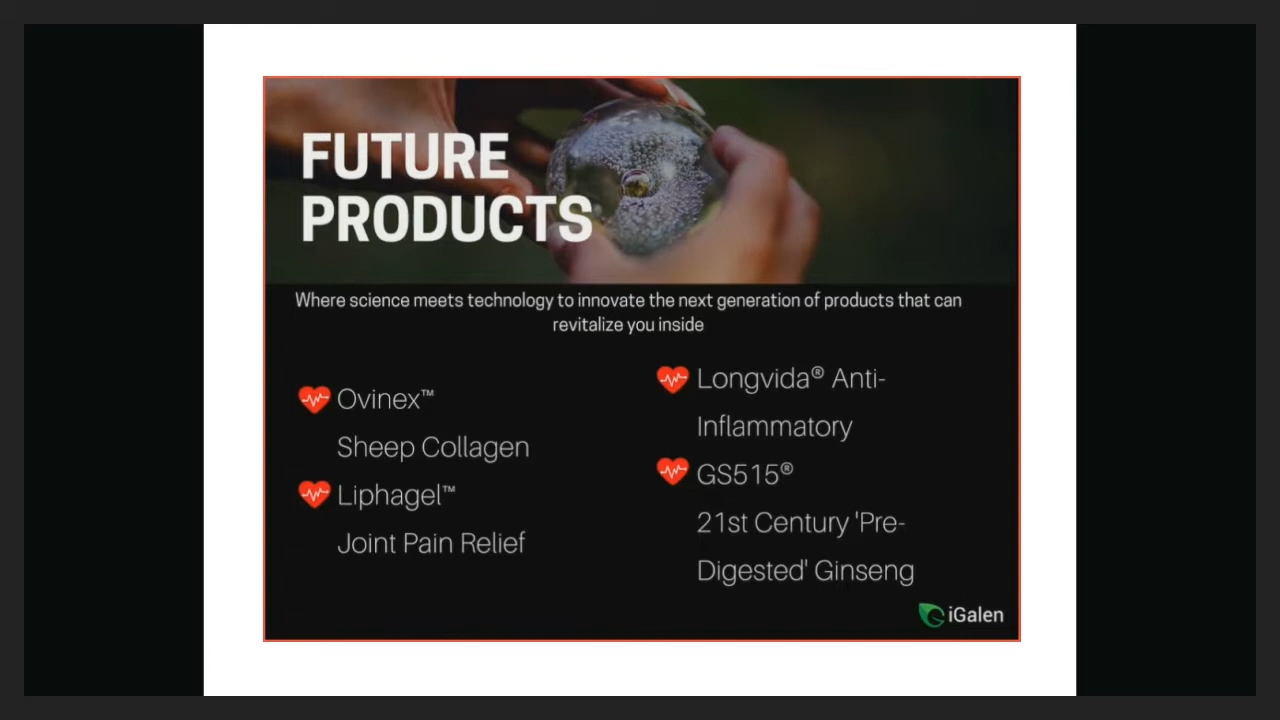 FUTURE
PRODUCTS
Where science meets technology to innovate the next generation of products that can
revitalize you inside
Ovinex™
Sheep Collagen
Liphagel™
Joint Pain Relief
Longvida® Anti-
Inflammatory
GS515®
21st Century 'Pre-
Digested' Ginseng
iGalen